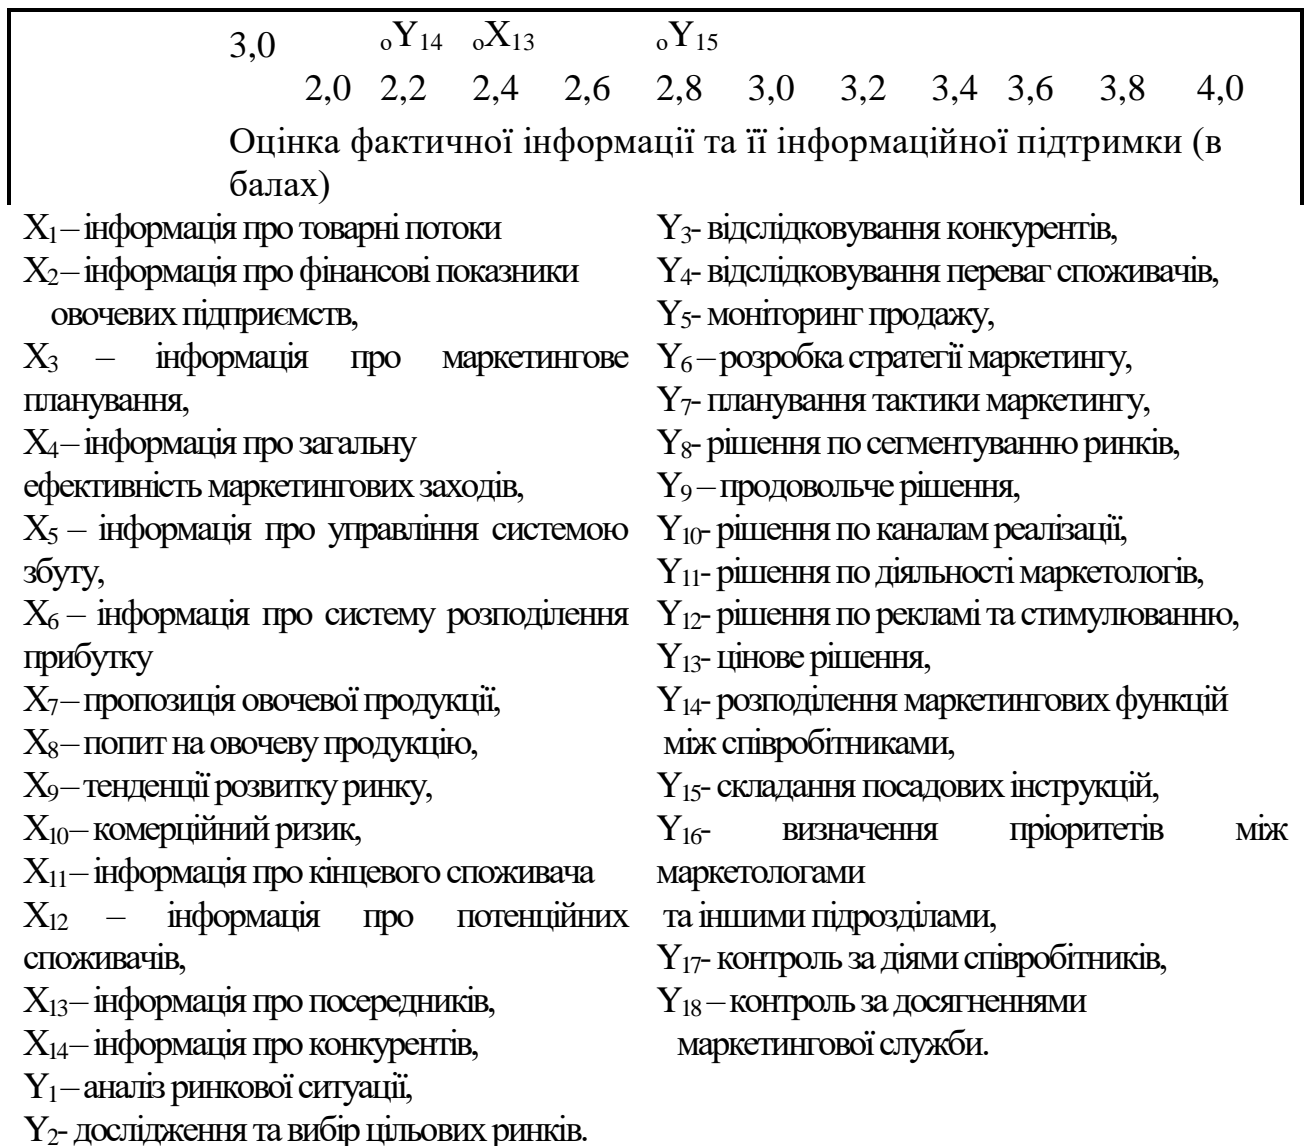 3,0 оY14 оX13 оY15
2,0 2,2 2,4 2,6 2,8 3,0 3,2 3,4 3,6 3,8 4,0
Оцінка фактичної інформації та її інформаційної підтримки (в
балах)
X1 – інформація про товарні потоки
X2 – інформація про фінансові показники
овочевих підприємств,
X3 – інформація про маркетингове
планування,
X4 – інформація про загальну
ефективність маркетингових заходів,
X5 – інформація про управління системою
збуту,
X6 – інформація про систему розподілення
прибутку
X7 – пропозиція овочевої продукції,
X8 – попит на овочеву продукцію,
X9 – тенденції розвитку ринку,
X10 – комерційний ризик,
X11 – інформація про кінцевого споживача
X12 – інформація про потенційних
споживачів,
X13 – інформація про посередників,
X14 – інформація про конкурентів,
Y1 – аналіз ринкової ситуації,
Y2- дослідження та вибір цільових ринків.
Y3- відслідковування конкурентів,
Y4- відслідковування переваг споживачів,
Y5- моніторинг продажу,
Y6 – розробка стратегії маркетингу,
Y7- планування тактики маркетингу,
Y8- рішення по сегментуванню ринків,
Y9 – продовольче рішення,
Y10- рішення по каналам реалізації,
Y11- рішення по діяльності маркетологів,
Y12- рішення по рекламі та стимулюванню,
Y13- цінове рішення,
Y14- розподілення маркетингових функцій
між співробітниками,
Y15- складання посадових інструкцій,
Y16- визначення пріоритетів між
маркетологами
та іншими підрозділами,
Y17- контроль за діями співробітників,
Y18 – контроль за досягненнями
маркетингової служби.